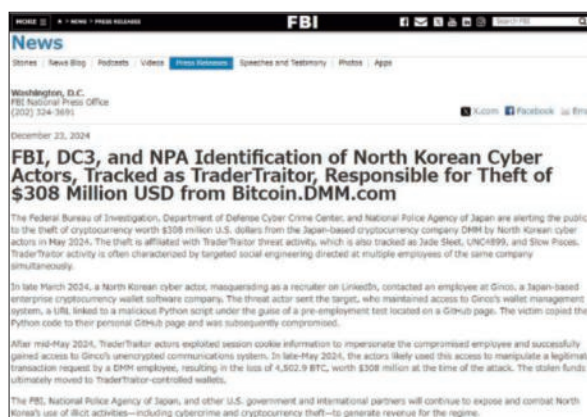 MORE
> NEWS > PRESS RELEASES
FBI
Search FBI
News
Stories | News Blog | Podcasts | Videos | Press Releases | Speeches and Testimony | Photos | Apps
Washington, D.C.
FBI National Press Office
(202) 324-3691
X.com Facebook
December 23, 2024
FBI, DC3, and NPA Identification of North Korean Cyber
Actors, Tracked as TraderTraitor, Responsible for Theft of
$308 Million USD from Bitcoin.DMM.com
The Federal Bureau of Investigation, Department of Defense Cyber Crime Center, and National Police Agency of Japan are alerting the public
to the theft of cryptocurrency worth $308 million U.S. dollars from the Japan-based cryptocurrency company DMM by North Korean cyber
actors in May 2024. The theft is affiliated with TraderTraitor threat activity, which is also tracked as Jade Sleet, UNC4899, and Slow Pisces.
TraderTraitor activity is often characterized by targeted social engineering directed at multiple employees of the same company
simultaneously.
In late March 2024, a North Korean cyber actor, masquerading as a recruiter on LinkedIn, contacted an employee at Ginco, a Japan-based
enterprise cryptocurrency wallet software company. The threat actor sent the target, who maintained access to Ginco's wallet management
system, a URL linked to a malicious Python script under the guise of a pre-employment test located on a GitHub page. The victim copied the
Python code to their personal GitHub page and was subsequently compromised.
After mid-May 2024, TraderTraitor actors exploited session cookie information to impersonate the compromised employee and successfully
gained access to Ginco's unencrypted communications system. In late-May 2024, the actors likely used this access to manipulate a legitimate
transaction request by a DMM employee, resulting in the loss of 4,502.9 BTC, worth $308 million at the time of the attack. The stolen funds
ultimately moved to TraderTraitor-controlled wallets.
The FBI, National Police Agency of Japan, and other U.S. government and international partners will continue to expose and combat North
Korea's use of illicit activities—including cybercrime and cryptocurrency theft—to generate revenue for the regime.